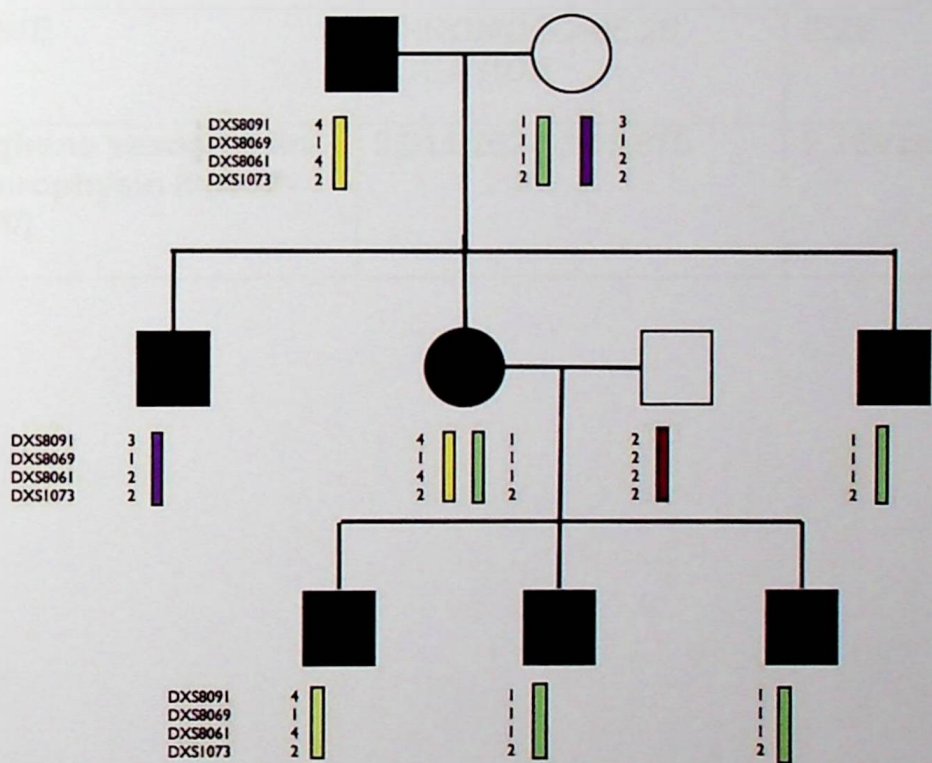 DXS8091 4 1 3
DXS8069 1 1 1
DXS8061 4 1 2
DXS1073 2 2 2
DXS8091 3 4 1 2 1
DXS8069 1 1 1 2 1
DXS8061 2 4 1 2 1
DXS1073 2 2 2 2 2
DXS8091 4 1 1
DXS8069 1 1 1
DXS8061 4 1 1
DXS1073 2 2 2